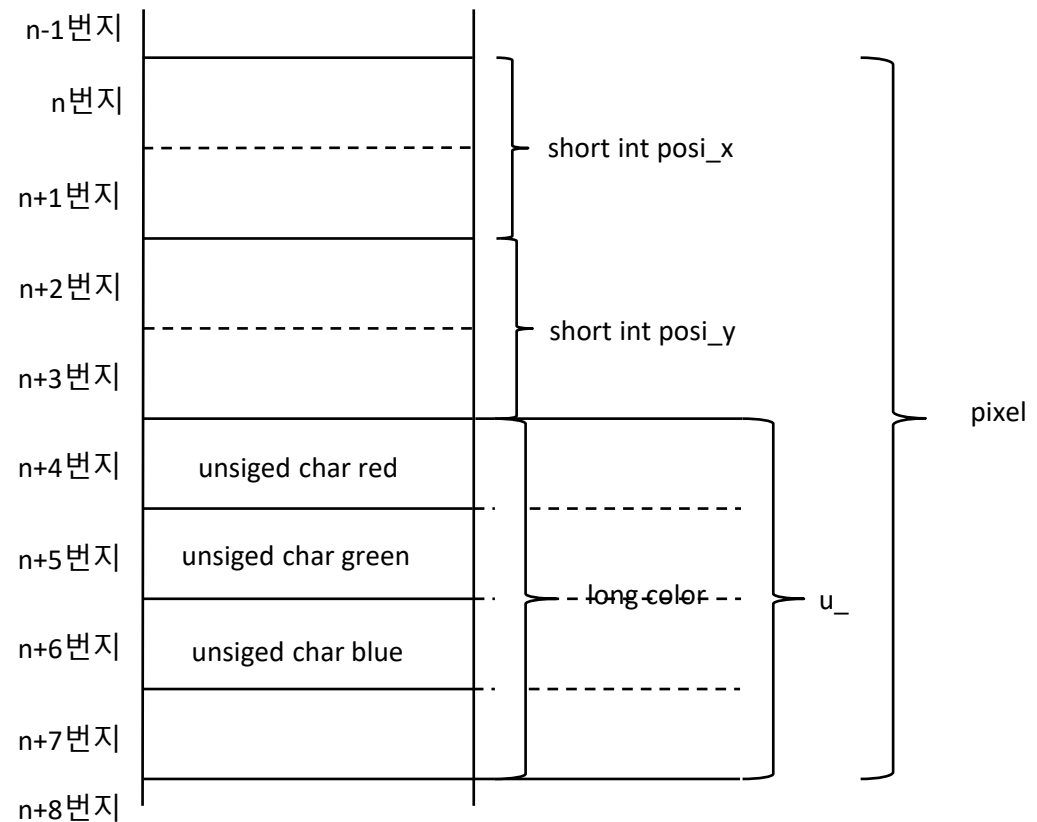 n-1번지
n번지
short int posi_x
n+1번지
n+2번지
short int posi_y
n+3번지
pixel
n+4번지
unsiged char red
n+5번지
unsiged char green
long color
u_
n+6번지
unsiged char blue
n+7번지
n+8번지